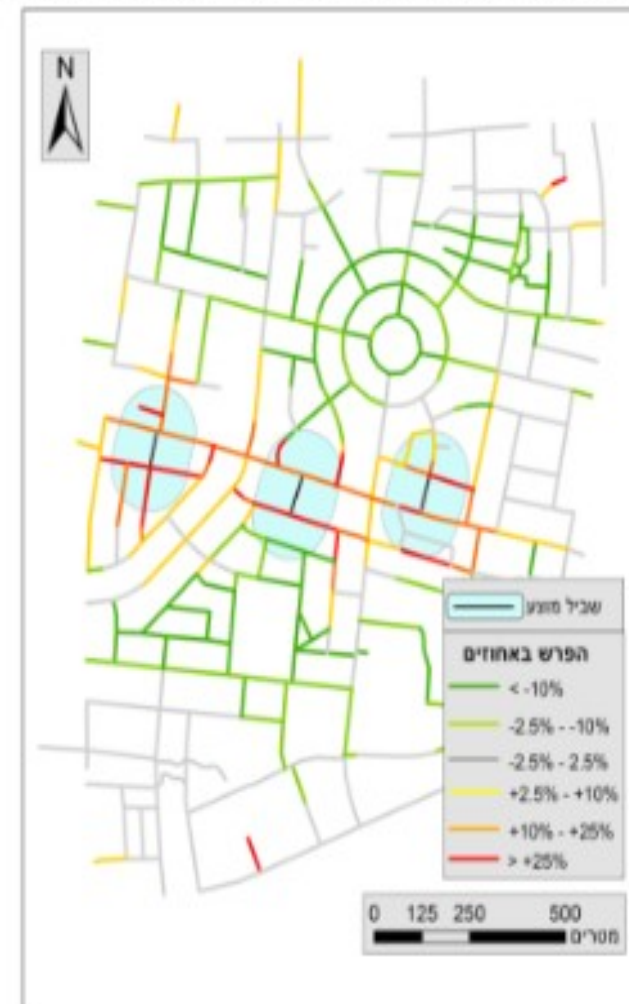 N
שביל מוצע
הפרש באחוזים
< -10%
-2.5% - -10%
-2.5% - 2.5%
+2.5% - +10%
+10% - +25%
> +25%
0 125 250 500
מטרים